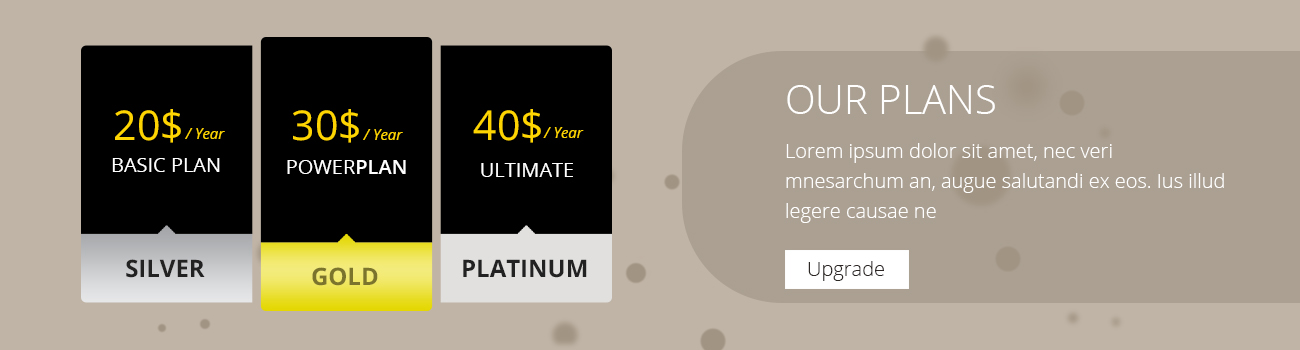 20$ / Year
BASIC PLAN
SILVER
30$ / Year
POWERPLAN
GOLD
40$ / Year
ULTIMATE
PLATINUM
OUR PLANS
Lorem ipsum dolor sit amet, nec veri
mnesarchum an, augue salutandi ex eos. Ius illud
legere causae ne
Upgrade